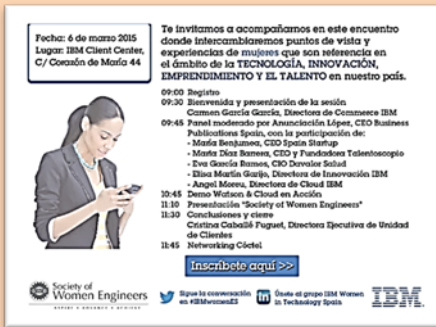 Fecha: 6 de marzo 2015
Lugar: IBM Client Center,
C/ Corazón de María 44
Te invitamos a acompañarnos en este encuentro
donde intercambiaremos puntos de vista y
experiencias de mujeres que son referencia en
el ámbito de la TECNOLOGÍA, INNOVACIÓN,
EMPRENDIMIENTO Y EL TALENTO en nuestro país.
09:00 Registro
09:30 Bienvenida y presentación de la sesión
Carmen García García, Directora de Commerce IBM
09:45 Panel moderado por Anunciación López, CEO Business
Publications Spain, con la participación de:
- María Benjumea, CEO Spain Startup
- Marta Díaz Barrera, CEO y Fundadora Talentoscopio
- Eva García Ramos, CIO Davalor Salud
- Elisa Martín Garijo, Directora de Innovación IBM
- Angel Moreu, Directora de Cloud IBM
10:45 Demo Watson & Cloud en Acción
11:10 Presentación "Society of Women Engineers"
11:30 Conclusiones y cierre
Cristina Caballé Fuguet, Directora Ejecutiva de Unidad
de Clientes
11:45 Networking Cóctel
Inscríbete aquí >>
Society of
Women Engineers
ASPIRE • ADVANCE • ACHIEVE
Sigue la conversación
en #IBMwomenES
in
Únete al grupo IBM Women
in Technology Spain
IBM